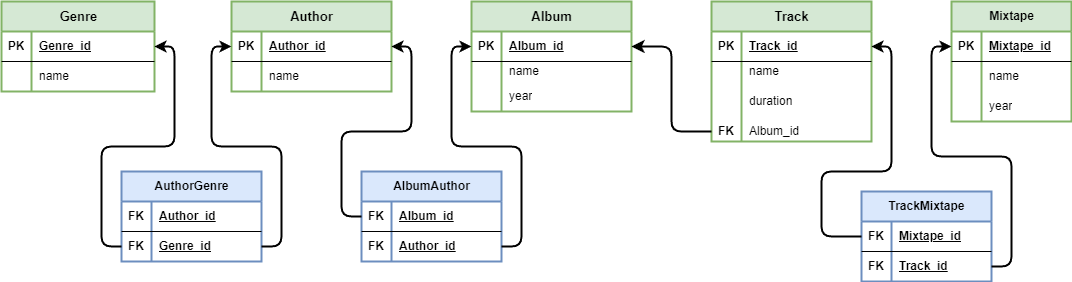 Genre
PK Genre_id
name
Author
PK Author_id
name
Album
PK Album_id
name
year
Track
PK Track_id
name
duration
FK Album_id
Mixtape
PK Mixtape_id
name
year
AuthorGenre
FK Author_id
FK Genre_id
AlbumAuthor
FK Album_id
FK Author_id
TrackMixtape
FK Mixtape_id
FK Track_id